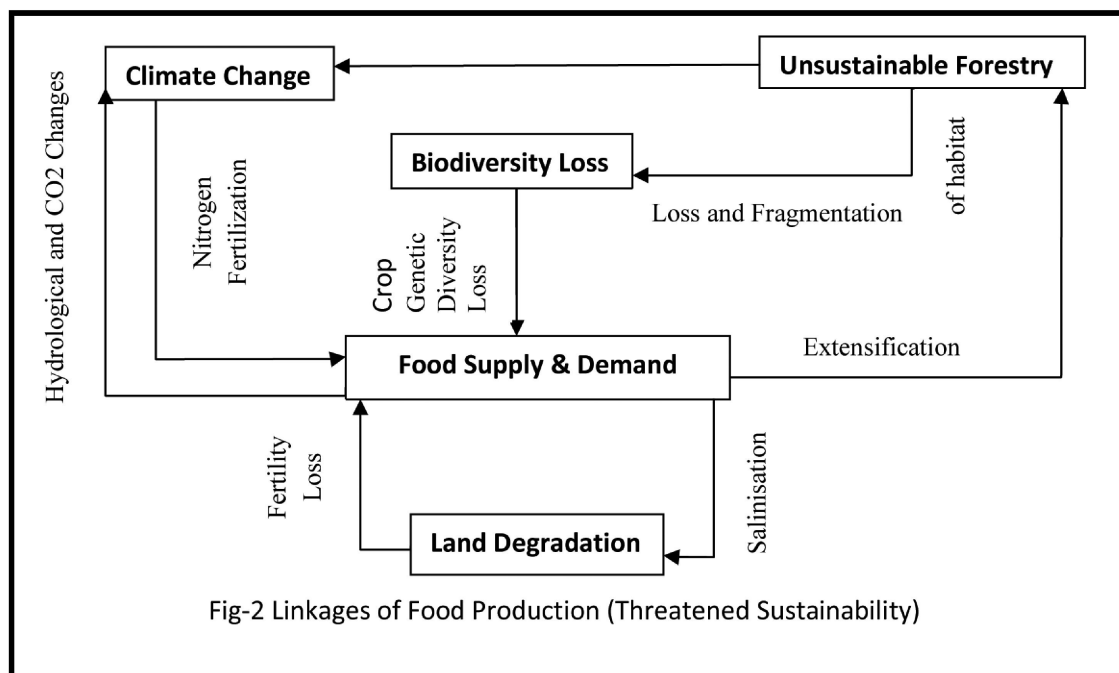 Climate Change
Unsustainable Forestry
Hydrological and CO2 Changes
Nitrogen
Fertilization
Biodiversity Loss
of habitat
Loss and Fragmentation
Crop
Genetic
Diversity
Loss
Food Supply & Demand
Extensification
Fertility
Loss
Salinisation
Land Degradation
Fig-2 Linkages of Food Production (Threatened Sustainability)